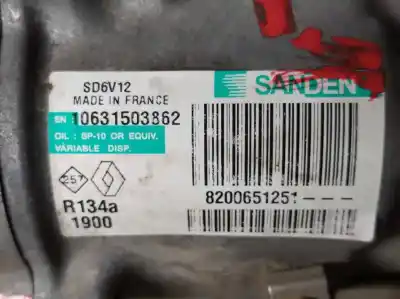 SD6V12
MADE IN FRANCE
SANDEN
SN : 10631503862
OIL : SP-10 OR EQUIV.
VARIABLE DISP.
257
R134a
1900
8200651251---